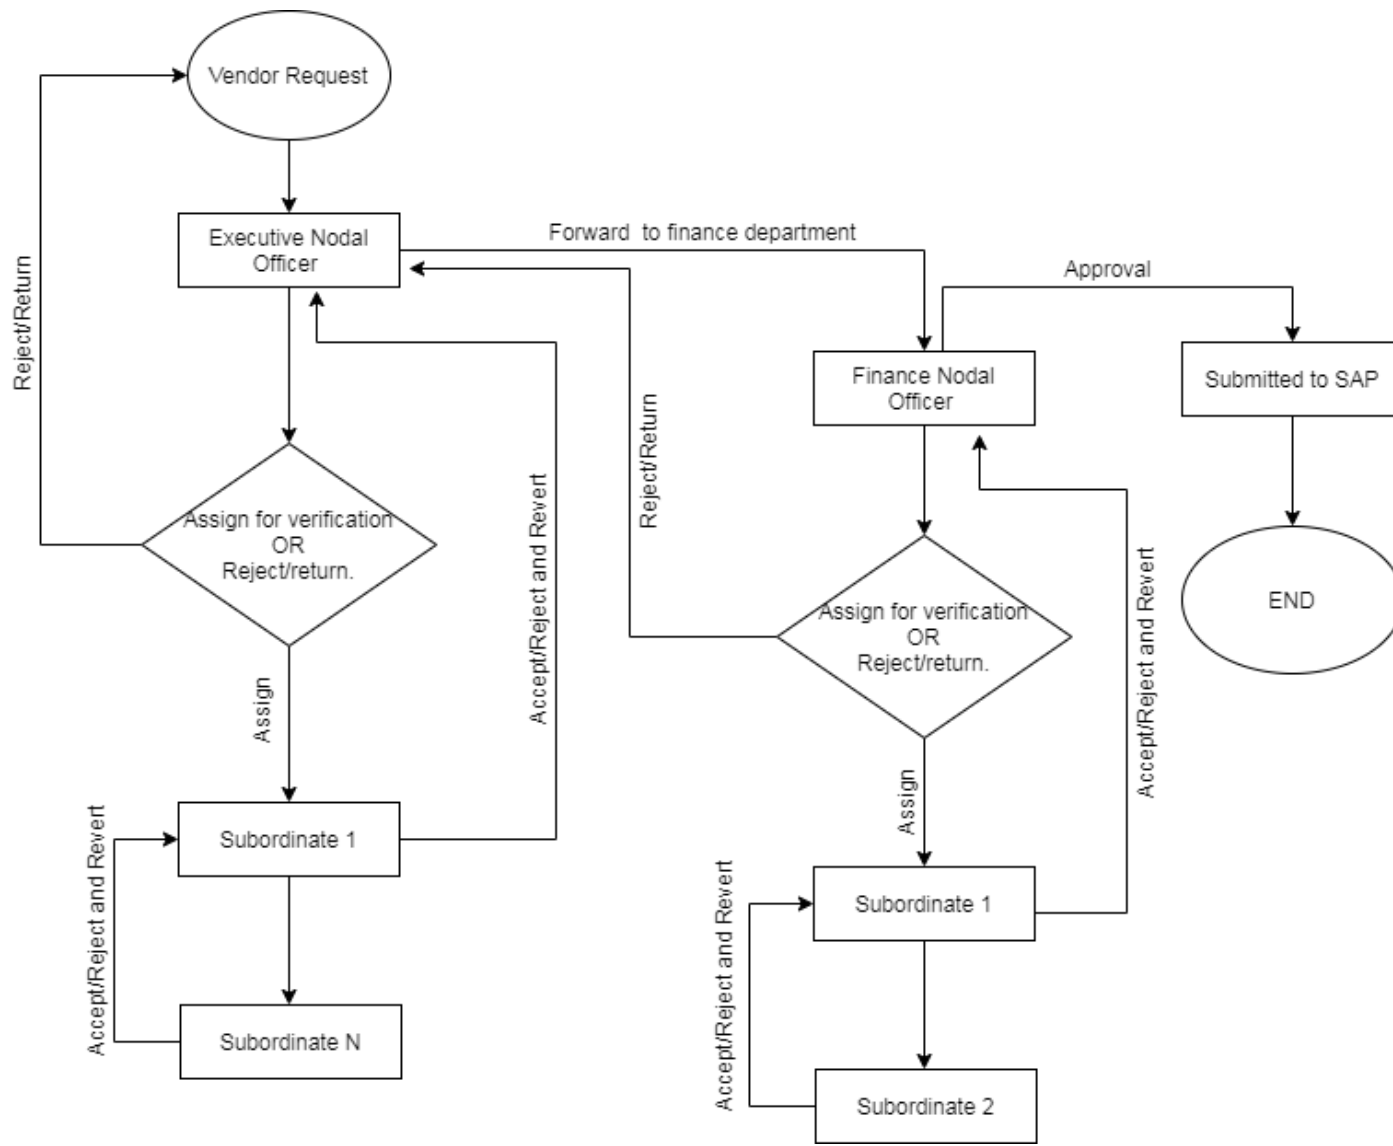 Vendor Request
Reject/Return
Executive Nodal
Officer
Forward  to finance department
Approval
Finance Nodal
Officer
Submitted to SAP
Reject/Return
Assign for verification
OR
Reject/return.
Accept/Reject and Revert
Assign for verification
OR
Reject/return.
Accept/Reject and Revert
END
Assign
Assign
Subordinate 1
Accept/Reject and Revert
Subordinate 1
Accept/Reject and Revert
Subordinate N
Subordinate 2